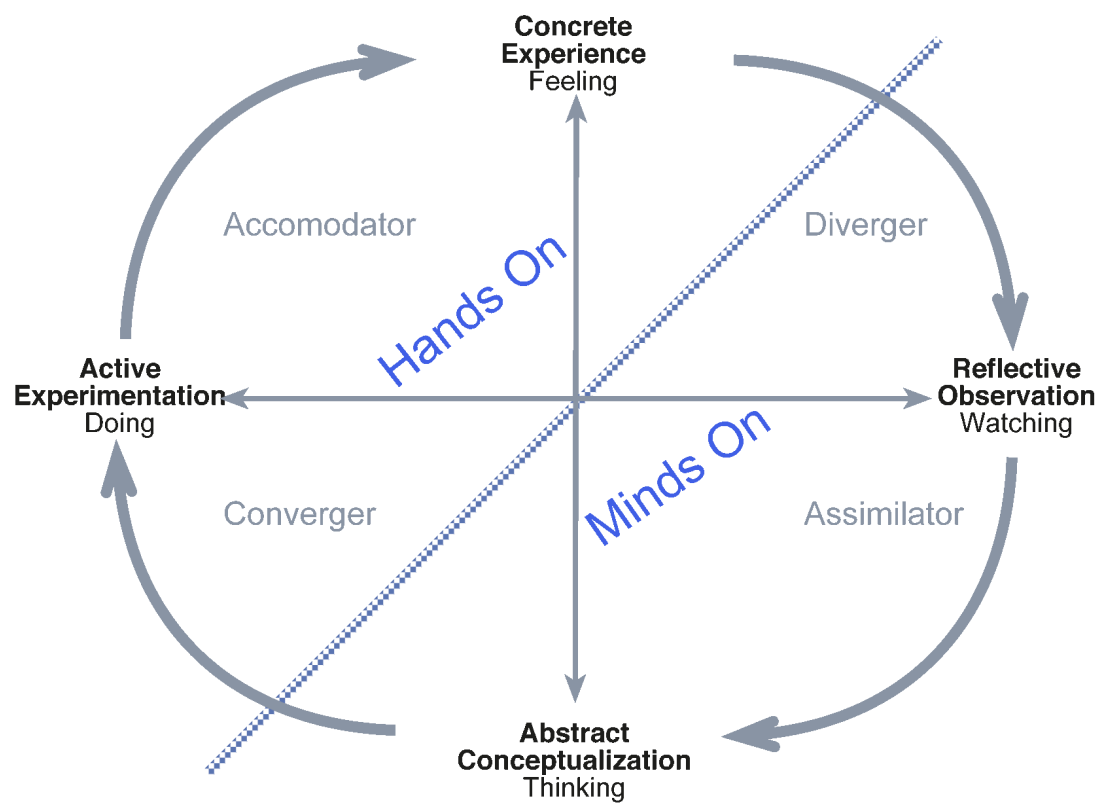 Concrete
Experience
Feeling
Accomodator
Diverger
Hands On
Active
Experimentation
Doing
Reflective
Observation
Watching
Minds On
Converger
Assimilator
Abstract
Conceptualization
Thinking